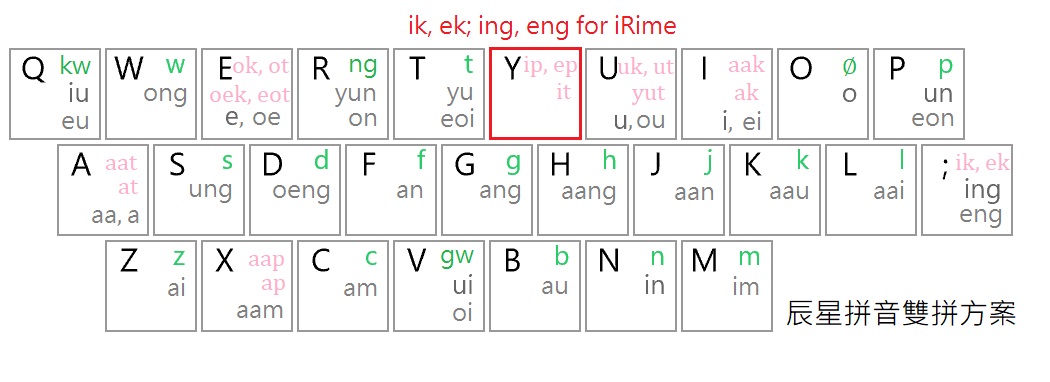 ik, ek; ing, eng for iRime
Q kw iu eu
W w ong
E ok, ot oek, eot e, oe
R ng yun on
T t yu eoi
Y ip, ep it
U uk, ut yut u, ou
I aak ak i, ei
O ∅ o
P p un eon
A aat at aa, a
S s ung
D d oeng
F f an
G g ang
H h aang
J j aan
K k aau
L l aai
; ik, ek ing eng
Z z ai
X aap ap aam
C c am
V gw ui oi
B b au
N n in
M m im
辰星拼音雙拼方案